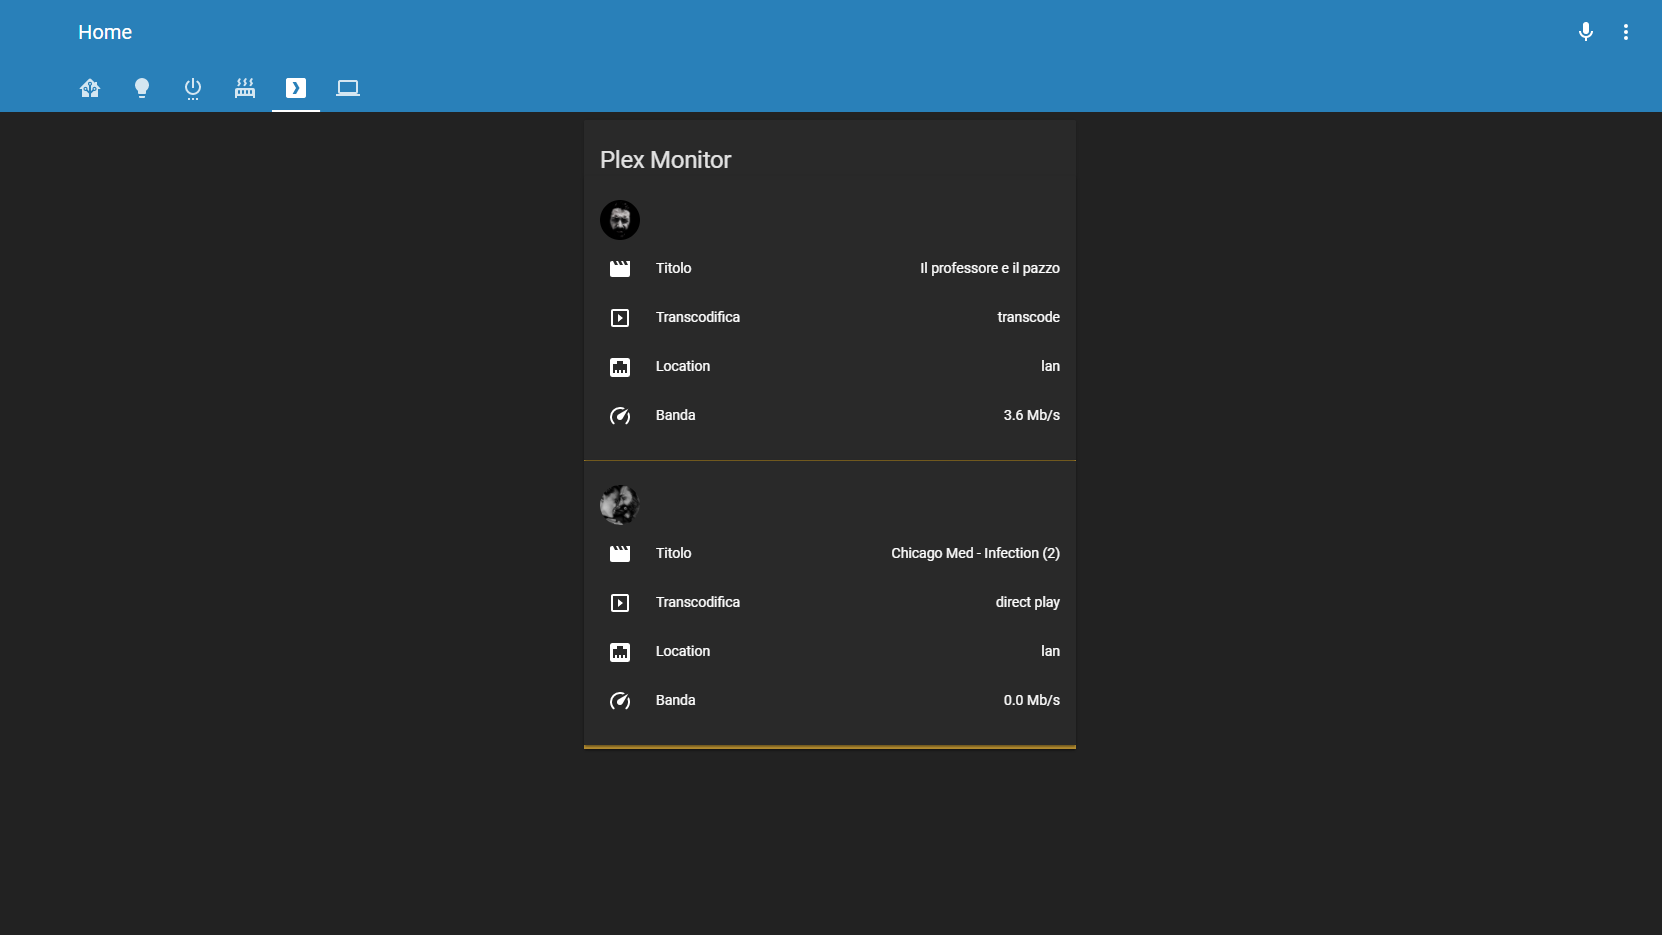 Home
Plex Monitor
Titolo Il professore e il pazzo
Transcodifica transcode
Location lan
Banda 3.6 Mb/s
Titolo Chicago Med - Infection (2)
Transcodifica direct play
Location lan
Banda 0.0 Mb/s